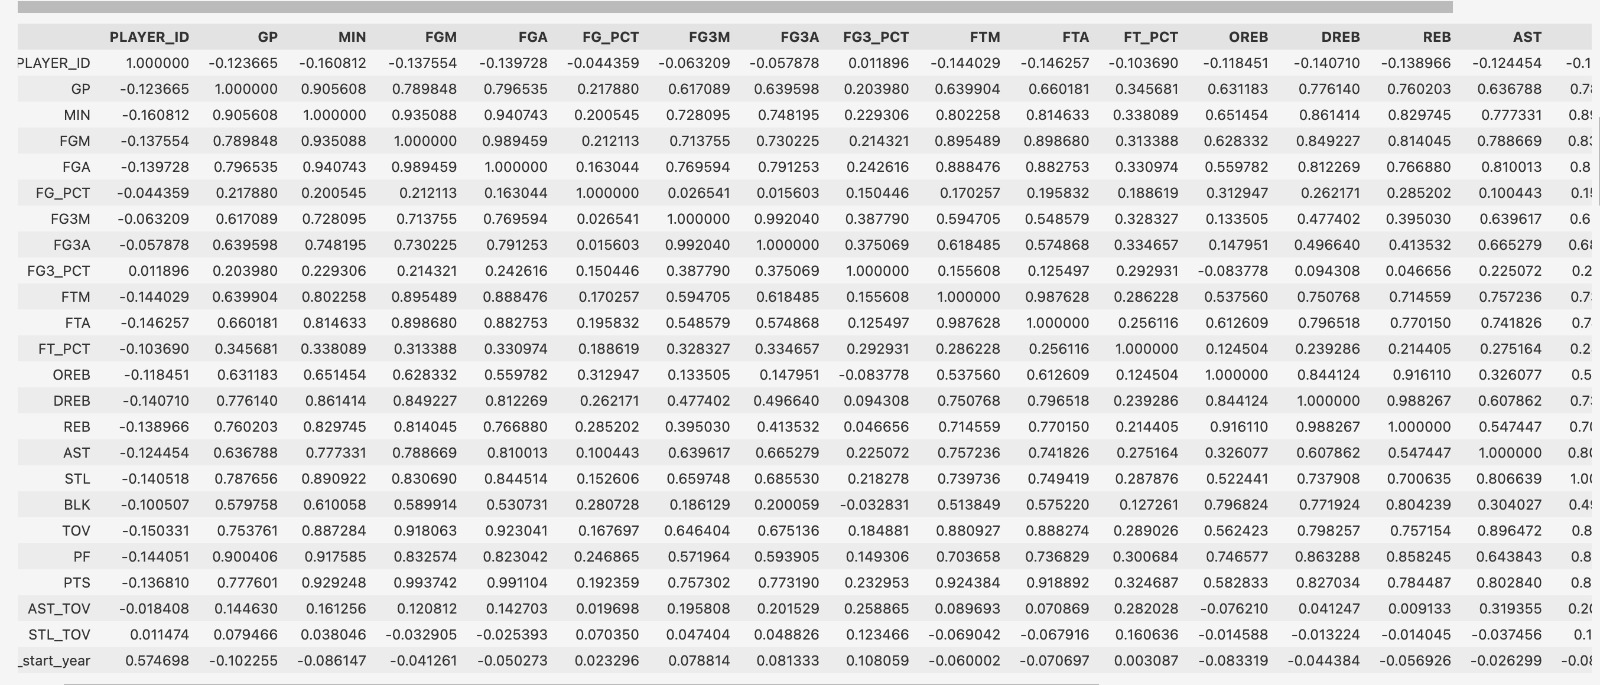 PLAYER_ID GP MIN FGM FGA FG_PCT FG3M FG3A FG3_PCT FTM FTA FT_PCT OREB DREB REB AST
PLAYER_ID 1.000000 -0.123665 -0.160812 -0.137554 -0.139728 -0.044359 -0.063209 -0.057878 0.011896 -0.144029 -0.146257 -0.103690 -0.118451 -0.140710 -0.138966 -0.124454 -0.1
GP -0.123665 1.000000 0.905608 0.789848 0.796535 0.217880 0.617089 0.639598 0.203980 0.639904 0.660181 0.345681 0.631183 0.776140 0.760203 0.636788 0.7
MIN -0.160812 0.905608 1.000000 0.935088 0.940743 0.200545 0.728095 0.748195 0.229306 0.802258 0.814633 0.338089 0.651454 0.861414 0.829745 0.777331 0.8
FGM -0.137554 0.789848 0.935088 1.000000 0.989459 0.212113 0.713755 0.730225 0.214321 0.895489 0.898680 0.313388 0.628332 0.849227 0.814045 0.788669 0.8
FGA -0.139728 0.796535 0.940743 0.989459 1.000000 0.163044 0.769594 0.791253 0.242616 0.888476 0.882753 0.330974 0.559782 0.812269 0.766880 0.810013 0.8
FG_PCT -0.044359 0.217880 0.200545 0.212113 0.163044 1.000000 0.026541 0.015603 0.150446 0.170257 0.195832 0.188619 0.312947 0.262171 0.285202 0.100443 0.1
FG3M -0.063209 0.617089 0.728095 0.713755 0.769594 0.026541 1.000000 0.992040 0.387790 0.594705 0.548579 0.328327 0.133505 0.477402 0.395030 0.639617 0.6
FG3A -0.057878 0.639598 0.748195 0.730225 0.791253 0.015603 0.992040 1.000000 0.375069 0.618485 0.574868 0.334657 0.147951 0.496640 0.413532 0.665279 0.6
FG3_PCT 0.011896 0.203980 0.229306 0.214321 0.242616 0.150446 0.387790 0.375069 1.000000 0.155608 0.125497 0.292931 -0.083778 0.094308 0.046656 0.225072 0.2
FTM -0.144029 0.639904 0.802258 0.895489 0.888476 0.170257 0.594705 0.618485 0.155608 1.000000 0.987628 0.286228 0.537560 0.750768 0.714559 0.757236 0.7
FTA -0.146257 0.660181 0.814633 0.898680 0.882753 0.195832 0.548579 0.574868 0.125497 0.987628 1.000000 0.256116 0.612609 0.796518 0.770150 0.741826 0.7
FT_PCT -0.103690 0.345681 0.338089 0.313388 0.330974 0.188619 0.328327 0.334657 0.292931 0.286228 0.256116 1.000000 0.124504 0.239286 0.214405 0.275164 0.2
OREB -0.118451 0.631183 0.651454 0.628332 0.559782 0.312947 0.133505 0.147951 -0.083778 0.537560 0.612609 0.124504 1.000000 0.844124 0.916110 0.326077 0.5
DREB -0.140710 0.776140 0.861414 0.849227 0.812269 0.262171 0.477402 0.496640 0.094308 0.750768 0.796518 0.239286 0.844124 1.000000 0.988267 0.607862 0.7
REB -0.138966 0.760203 0.829745 0.814045 0.766880 0.285202 0.395030 0.413532 0.046656 0.714559 0.770150 0.214405 0.916110 0.988267 1.000000 0.547447 0.7
AST -0.124454 0.636788 0.777331 0.788669 0.810013 0.100443 0.639617 0.665279 0.225072 0.757236 0.741826 0.275164 0.326077 0.607862 0.547447 1.000000 0.8
STL -0.140518 0.787656 0.890922 0.830690 0.844514 0.152606 0.659748 0.685530 0.218278 0.739736 0.749419 0.287876 0.522441 0.737908 0.700635 0.806639 1.0
BLK -0.100507 0.579758 0.610058 0.589914 0.530731 0.280728 0.186129 0.200059 -0.032831 0.513849 0.575220 0.127261 0.796824 0.771924 0.804239 0.304027 0.4
TOV -0.150331 0.753761 0.887284 0.918063 0.923041 0.167697 0.646404 0.675136 0.184881 0.880927 0.888274 0.289026 0.562423 0.798257 0.757154 0.896472 0.8
PF -0.144051 0.900406 0.917585 0.832574 0.823042 0.246865 0.571964 0.593905 0.149306 0.703658 0.736829 0.300684 0.746577 0.863288 0.858245 0.643843 0.8
PTS -0.136810 0.777601 0.929248 0.993742 0.991104 0.192359 0.757302 0.773190 0.232953 0.924384 0.918892 0.324687 0.582833 0.827034 0.784487 0.802840 0.8
AST_TOV -0.018408 0.144630 0.161256 0.120812 0.142703 0.019698 0.195808 0.201529 0.258865 0.089693 0.070869 0.282028 -0.076210 0.041247 0.009133 0.319355 0.2
STL_TOV 0.011474 0.079466 0.038046 -0.032905 -0.025393 0.070350 0.047404 0.048826 0.123466 -0.069042 -0.067916 0.160636 -0.014588 -0.013224 -0.014045 -0.037456 0.1
_start_year 0.574698 -0.102255 -0.086147 -0.041261 -0.050273 0.023296 0.078814 0.081333 0.108059 -0.060002 -0.070697 0.003087 -0.083319 -0.044384 -0.056926 -0.026299 -0.0